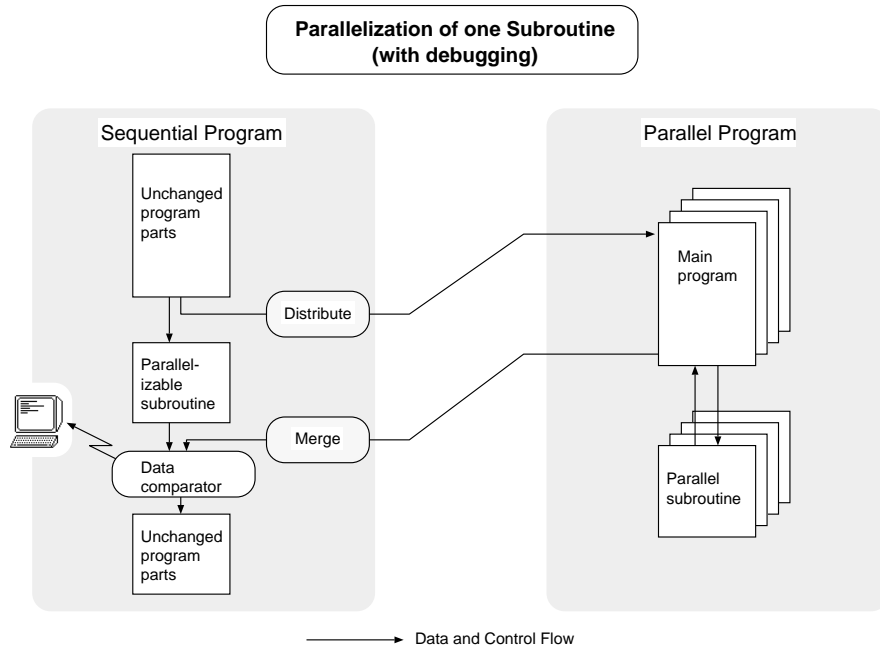 Parallelization of one Subroutine
(with debugging)
Sequential Program
Unchanged
program
parts
Distribute
Parallel-
izable
subroutine
Merge
Data
comparator
Unchanged
program
parts
Parallel Program
Main
program
Parallel
subroutine
Data and Control Flow